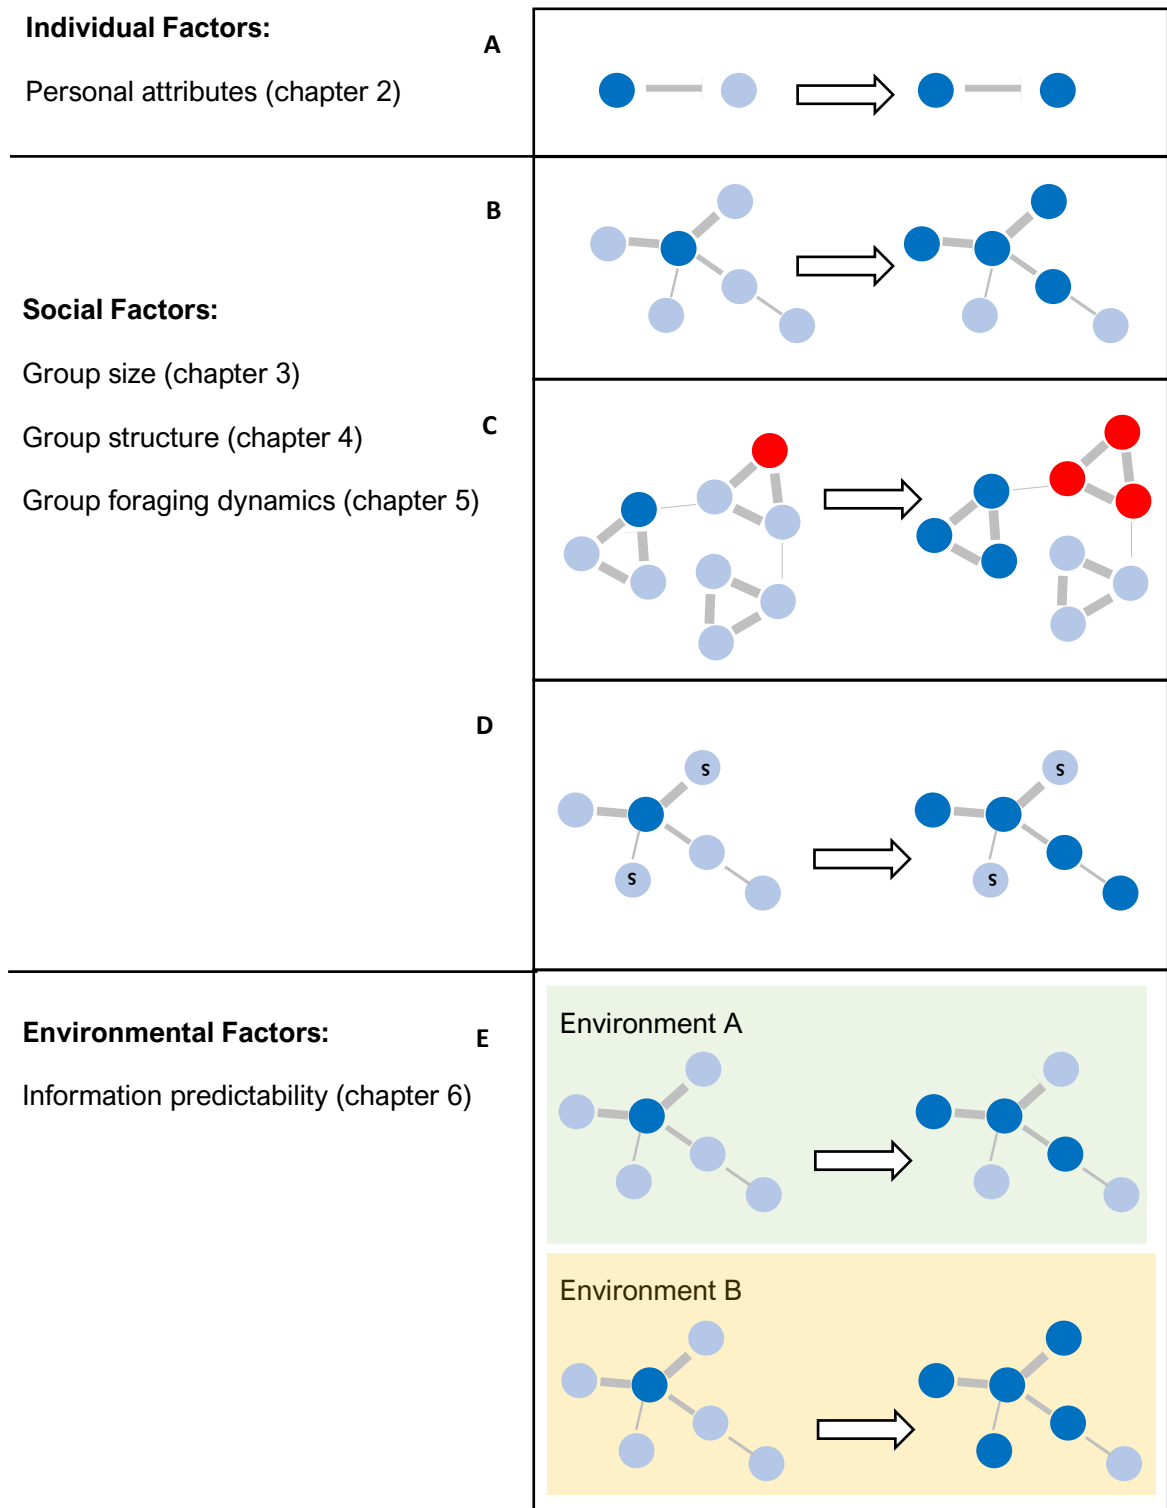 Individual Factors:
A
Personal attributes (chapter 2)
B
Social Factors:
Group size (chapter 3)
C
Group structure (chapter 4)
Group foraging dynamics (chapter 5)
D
S
S
S
S
Environmental Factors:
E
Information predictability (chapter 6)
Environment A
Environment B